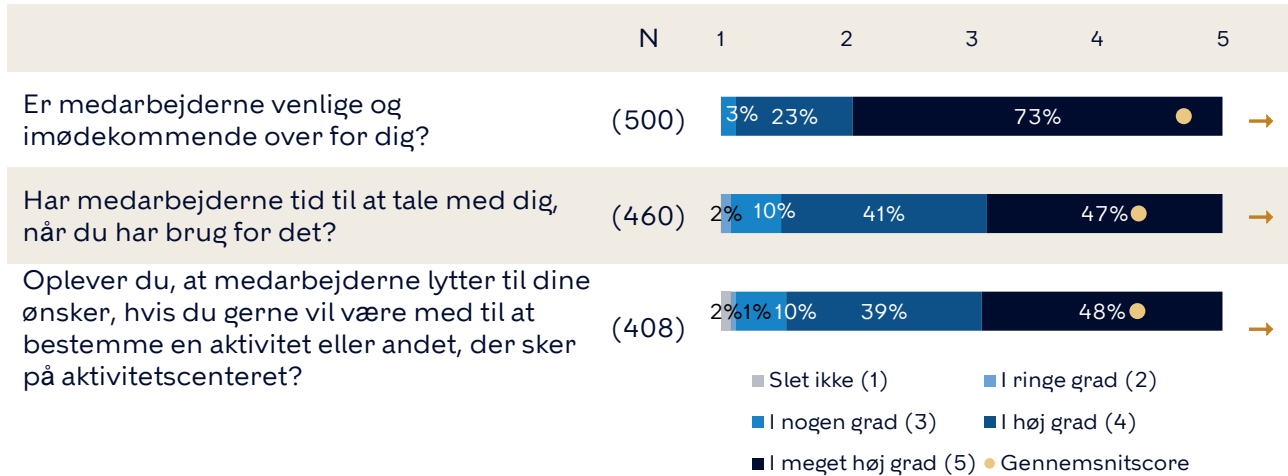 N 1 2 3 4 5
Er medarbejderne venlige og
imødekommende over for dig?
(500)
3% 23% 73%
→
Har medarbejderne tid til at tale med dig,
når du har brug for det?
(460)
2% 10% 41% 47%
→
Oplever du, at medarbejderne lytter til dine
ønsker, hvis du gerne vil være med til at
bestemme en aktivitet eller andet, der sker
på aktivitetscenteret?
(408)
2% 1% 10% 39% 48%
→
Slet ikke (1) I ringe grad (2)
I nogen grad (3) I høj grad (4)
I meget høj grad (5) Gennemsnitscore